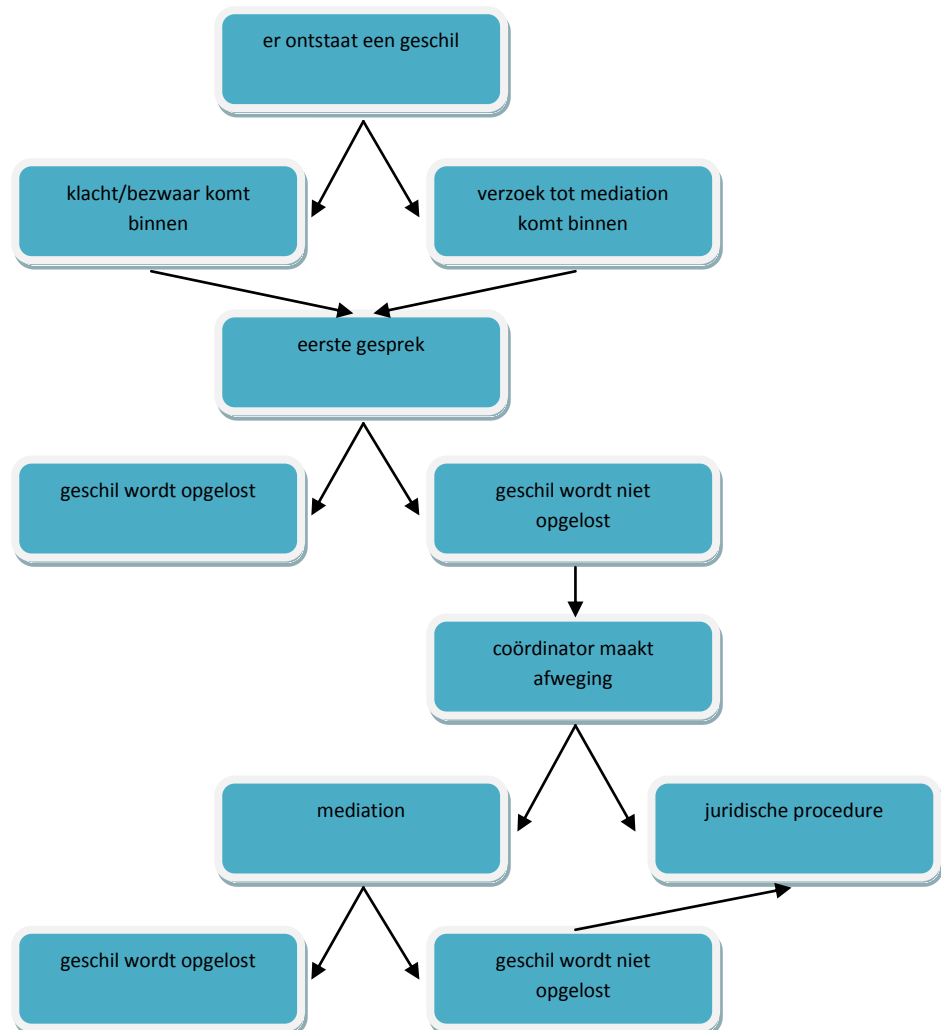 er ontstaat een geschil
klacht/bezwaar komt
binnen
verzoek tot mediation
komt binnen
eerste gesprek
geschil wordt opgelost
geschil wordt niet
opgelost
coördinator maakt
afweging
mediation
juridische procedure
geschil wordt opgelost
geschil wordt niet
opgelost